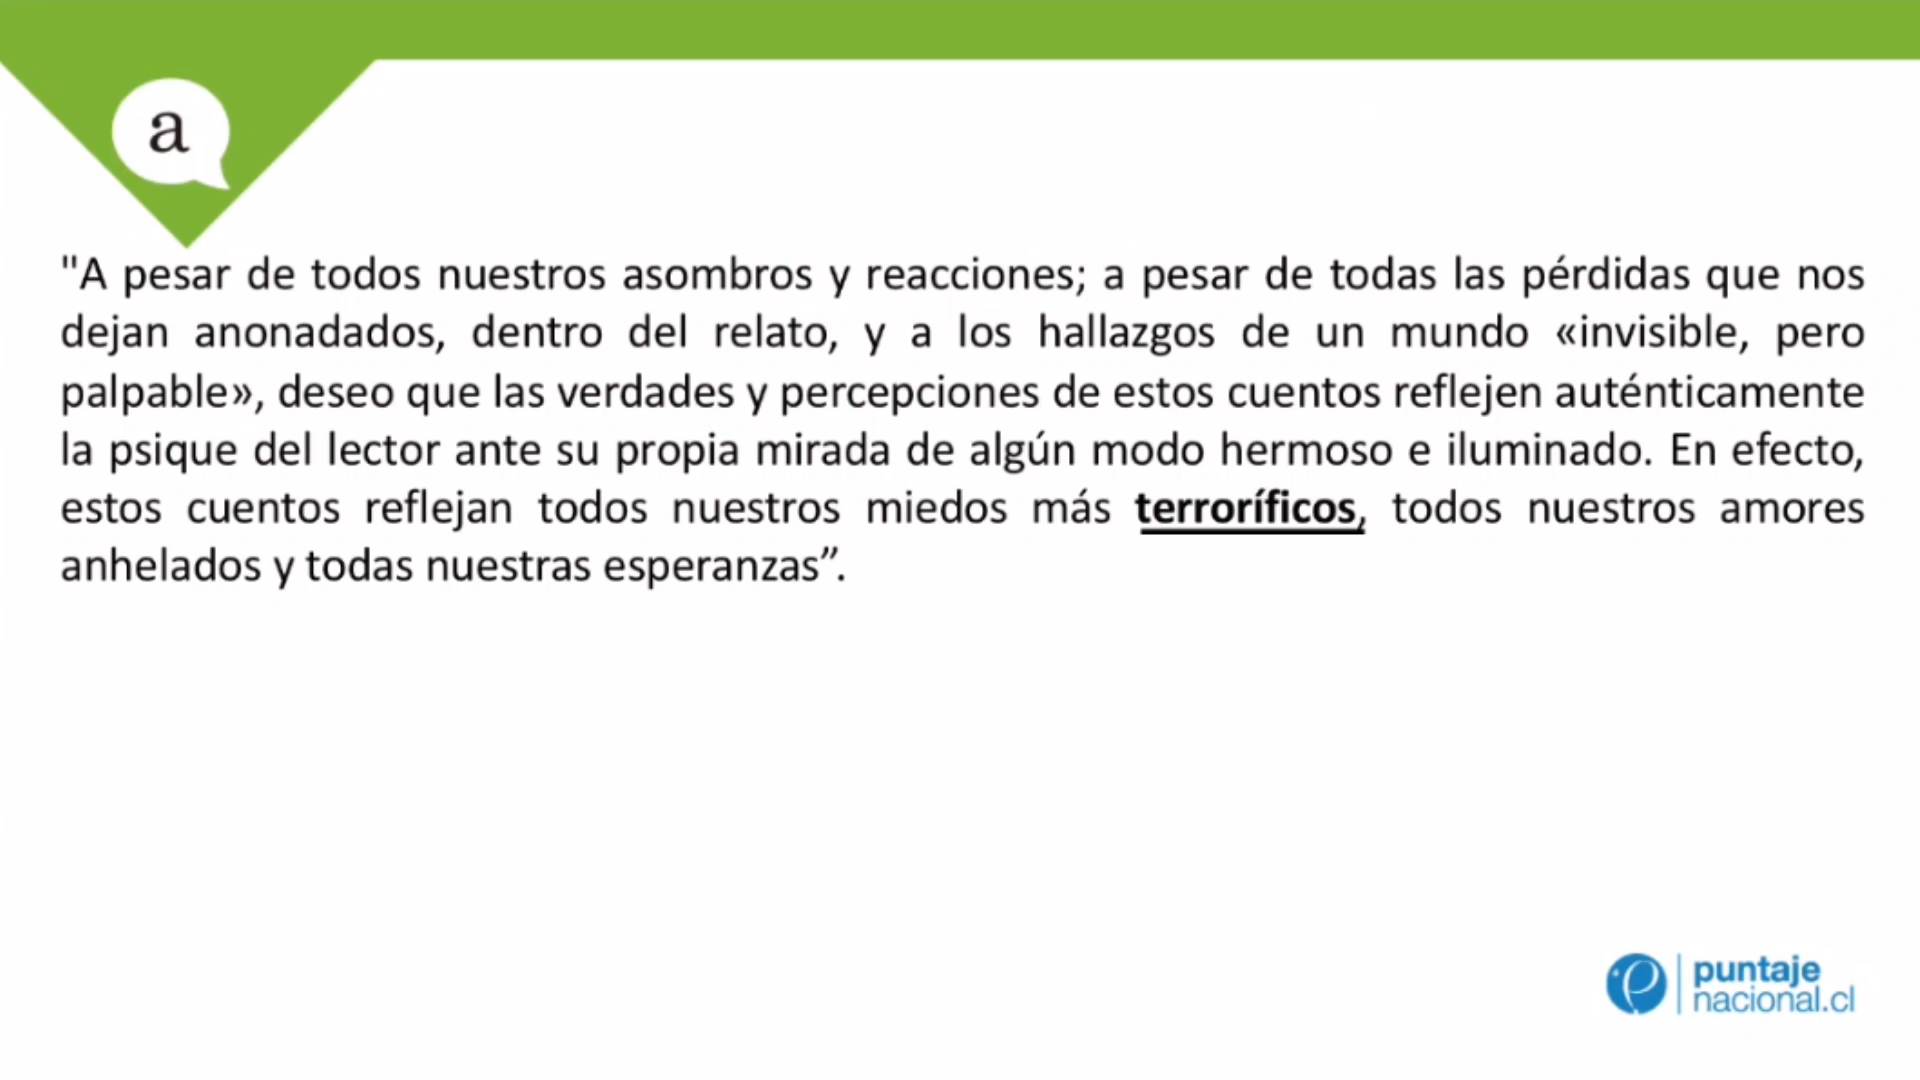 a
"A pesar de todos nuestros asombros y reacciones; a pesar de todas las pérdidas que nos
dejan anonadados, dentro del relato, y a los hallazgos de un mundo «invisible, pero
palpable», deseo que las verdades y percepciones de estos cuentos reflejen auténticamente
la psique del lector ante su propia mirada de algún modo hermoso e iluminado. En efecto,
estos cuentos reflejan todos nuestros miedos más terroríficos, todos nuestros amores
anhelados y todas nuestras esperanzas”.
puntaje
nacional.cl